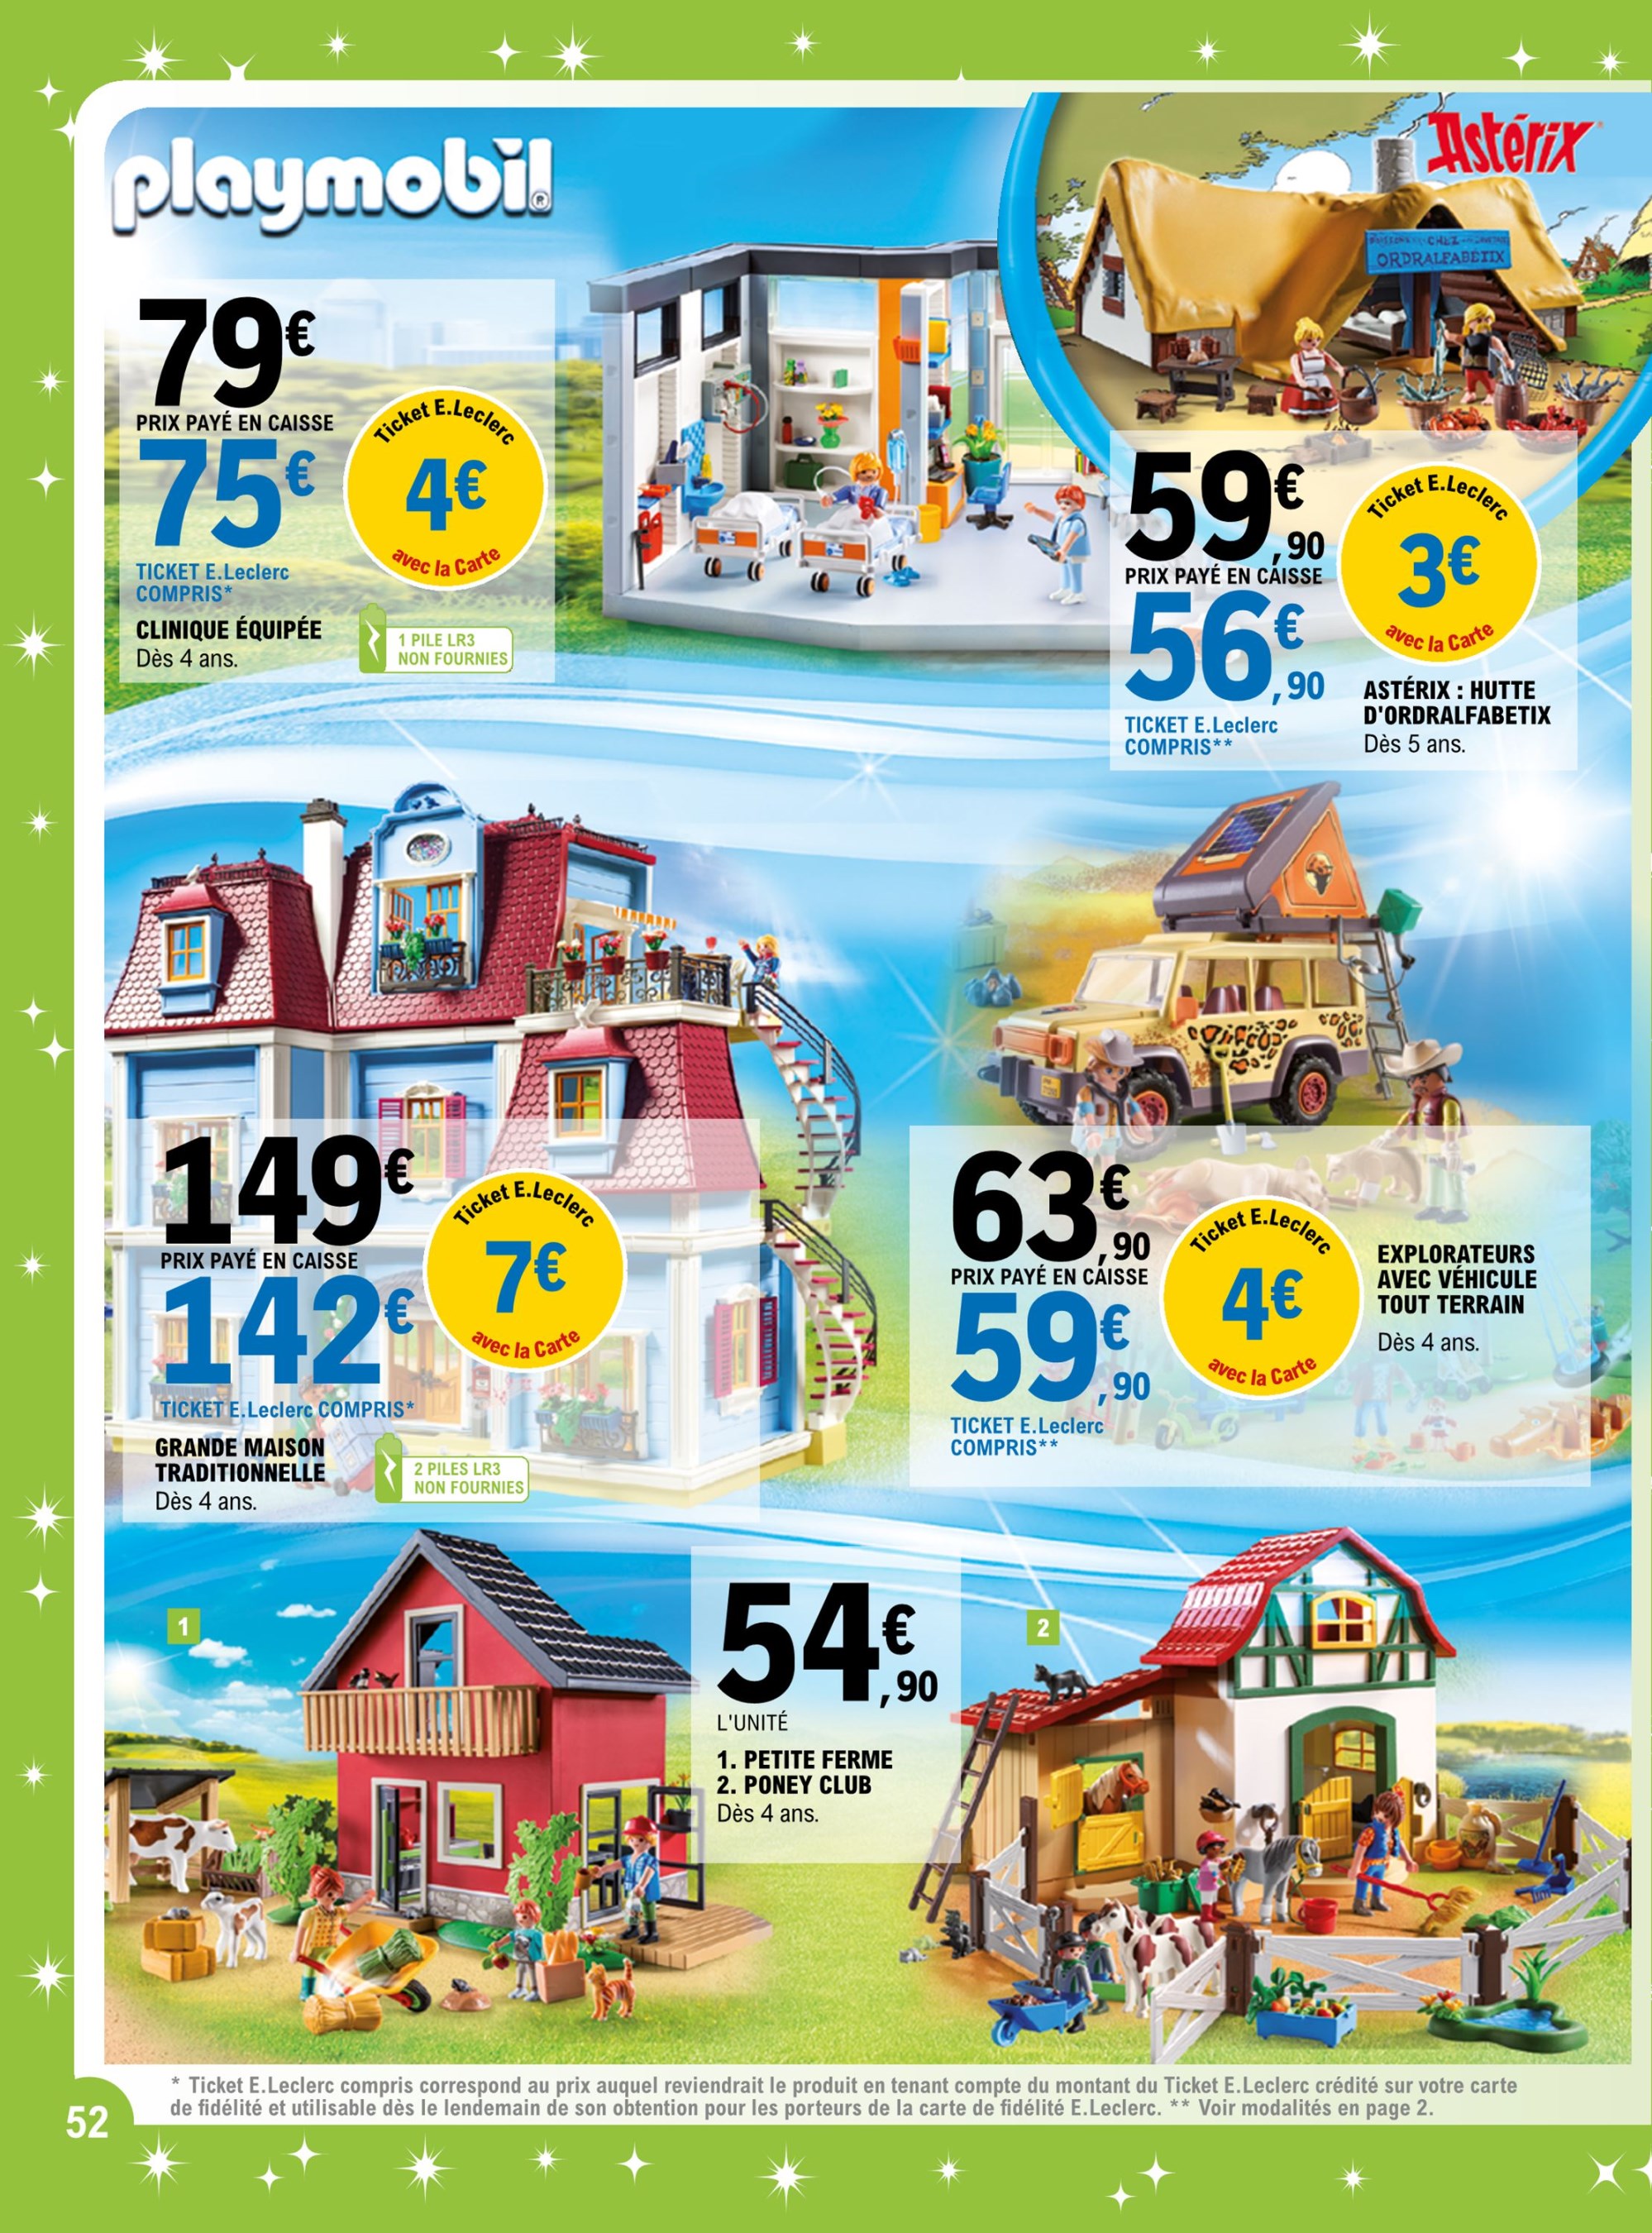 playmobil®
Astérix
CHEZ
ORDRALFABETIX
79€
PRIX PAYÉ EN CAISSE
75€
TICKET E.Leclerc
COMPRIS*
Ticket E.Leclerc
4€
avec la Carte
CLINIQUE ÉQUIPÉE
Dès 4 ans.
1 PILE LR3
NON FOURNIES
59€,90
PRIX PAYÉ EN CAISSE
56€,90
TICKET E.Leclerc
COMPRIS**
Ticket E.Leclerc
3€
avec la Carte
ASTÉRIX : HUTTE
D'ORDRALFABETIX
Dès 5 ans.
149€
PRIX PAYÉ EN CAISSE
142€
TICKET E.Leclerc COMPRIS*
Ticket E.Leclerc
7€
avec la Carte
GRANDE MAISON
TRADITIONNELLE
Dès 4 ans.
2 PILES LR3
NON FOURNIES
63€,90
PRIX PAYÉ EN CAISSE
59€,90
TICKET E.Leclerc
COMPRIS**
Ticket E.Leclerc
4€
avec la Carte
EXPLORATEURS
AVEC VÉHICULE
TOUT TERRAIN
Dès 4 ans.
1
54€,90
L'UNITÉ
1. PETITE FERME
2. PONEY CLUB
Dès 4 ans.
2
* Ticket E.Leclerc compris correspond au prix auquel reviendrait le produit en tenant compte du montant du Ticket E.Leclerc crédité sur votre carte
de fidélité et utilisable dès le lendemain de son obtention pour les porteurs de la carte de fidélité E.Leclerc. ** Voir modalités en page 2.
52